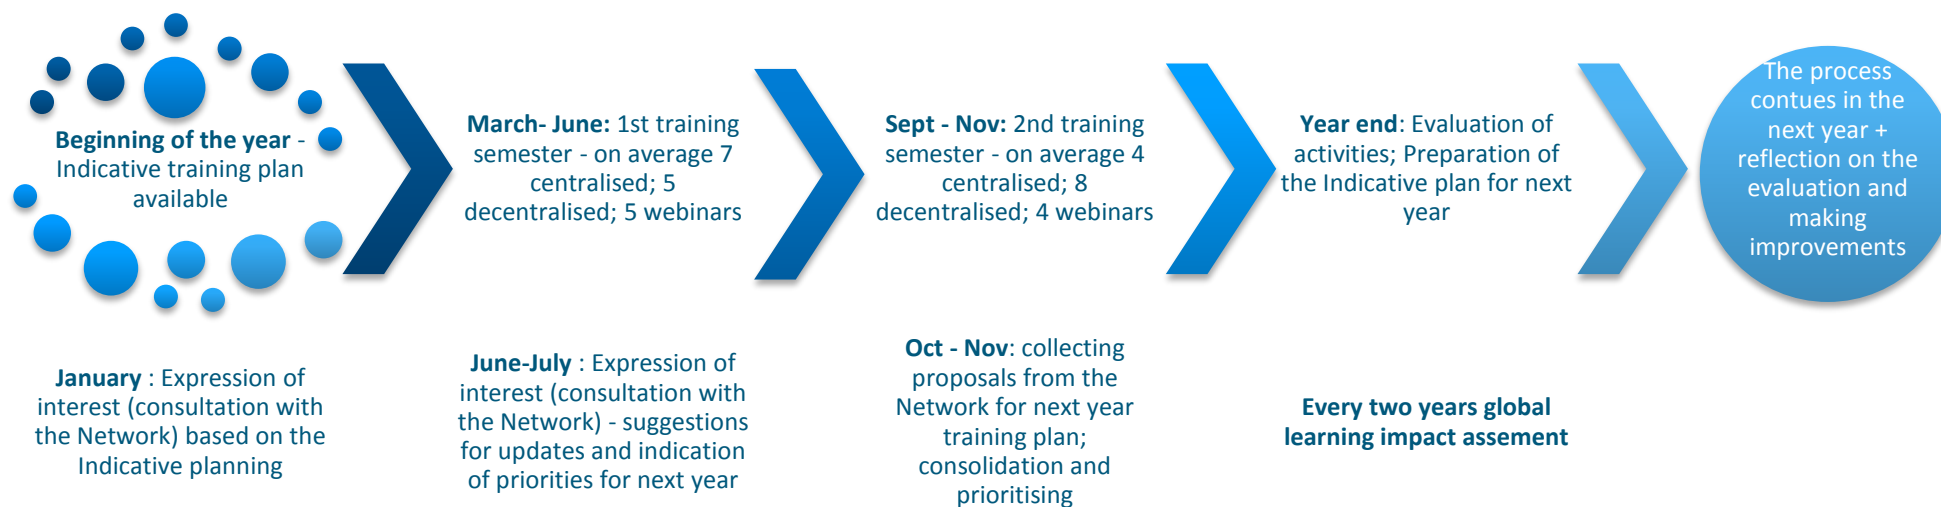 Beginning of the year -
Indicative training plan
available
March- June: 1st training
semester - on average 7
centralised; 5
decentralised; 5 webinars
Sept - Nov: 2nd training
semester - on average 4
centralised; 8
decentralised; 4 webinars
Year end: Evaluation of
activities; Preparation of
the Indicative plan for next
year
The process
contues in the
next year +
reflection on the
evaluation and
making
improvements
January : Expression of
interest (consultation with
the Network) based on the
Indicative planning
June-July : Expression of
interest (consultation with
the Network) - suggestions
for updates and indication
of priorities for next year
Oct - Nov: collecting
proposals from the
Network for next year
training plan;
consolidation and
prioritising
Every two years global
learning impact assement